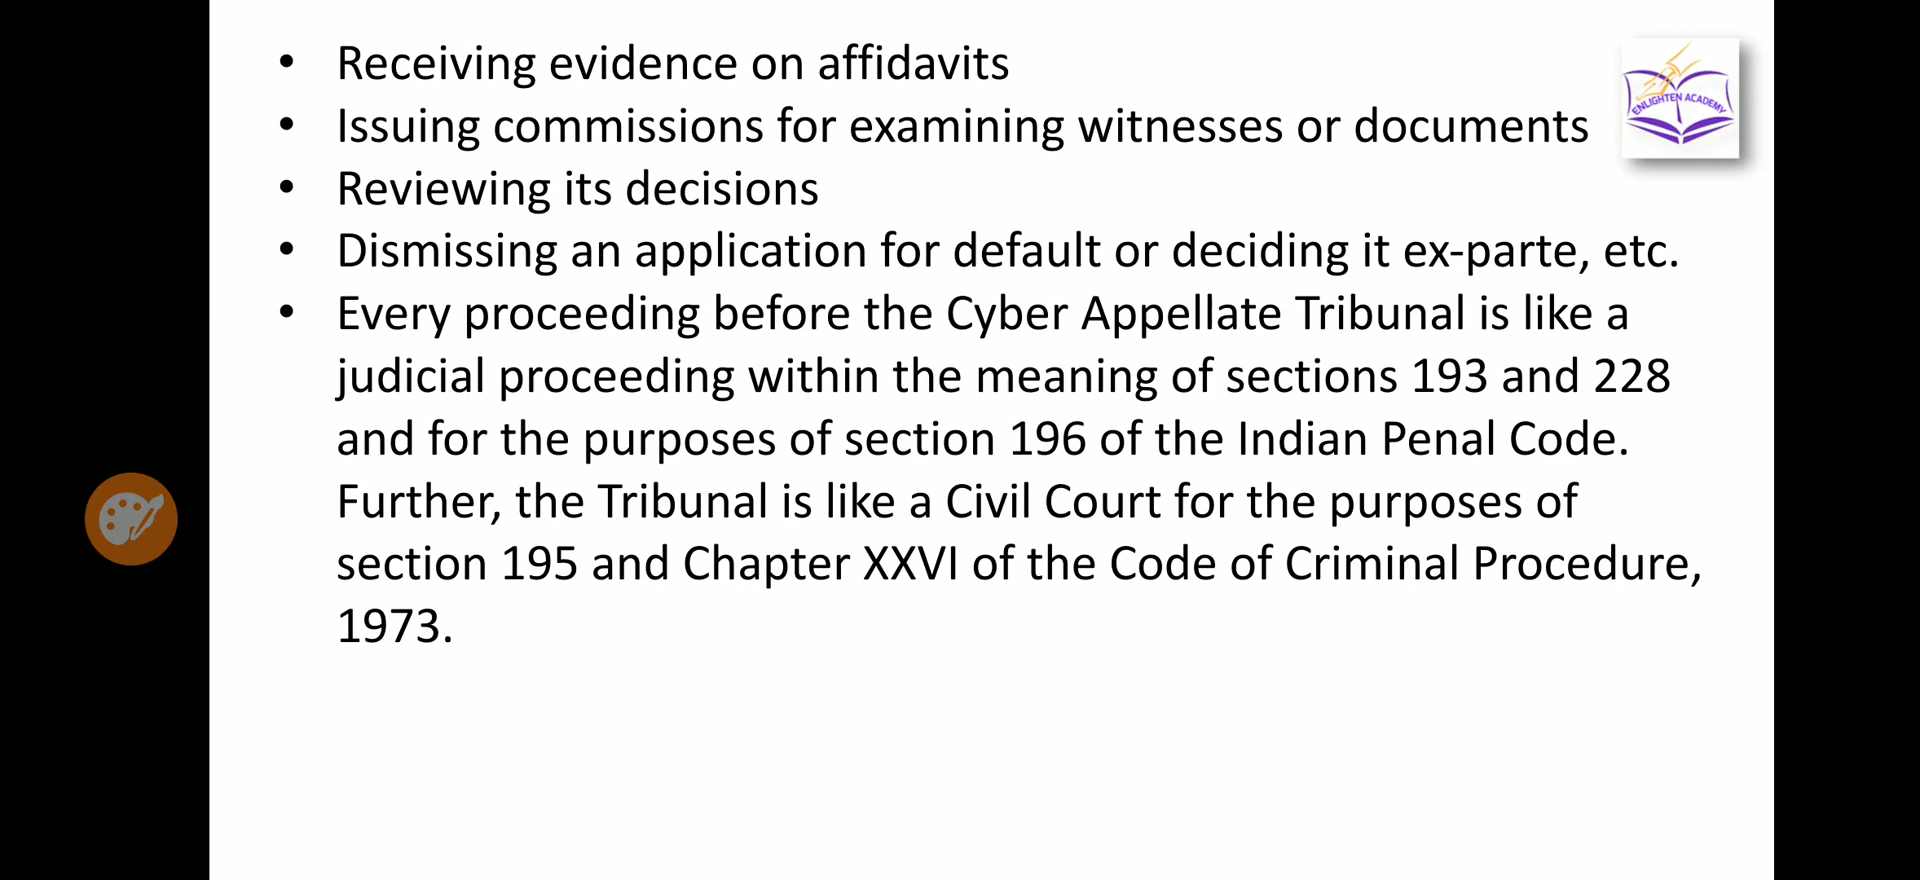 • Receiving evidence on affidavits
• Issuing commissions for examining witnesses or documents
ENLIGHTEN ACADEMY
• Reviewing its decisions
• Dismissing an application for default or deciding it ex-parte, etc.
• Every proceeding before the Cyber Appellate Tribunal is like a
judicial proceeding within the meaning of sections 193 and 228
and for the purposes of section 196 of the Indian Penal Code.
Further, the Tribunal is like a Civil Court for the purposes of
section 195 and Chapter XXVI of the Code of Criminal Procedure,
1973.